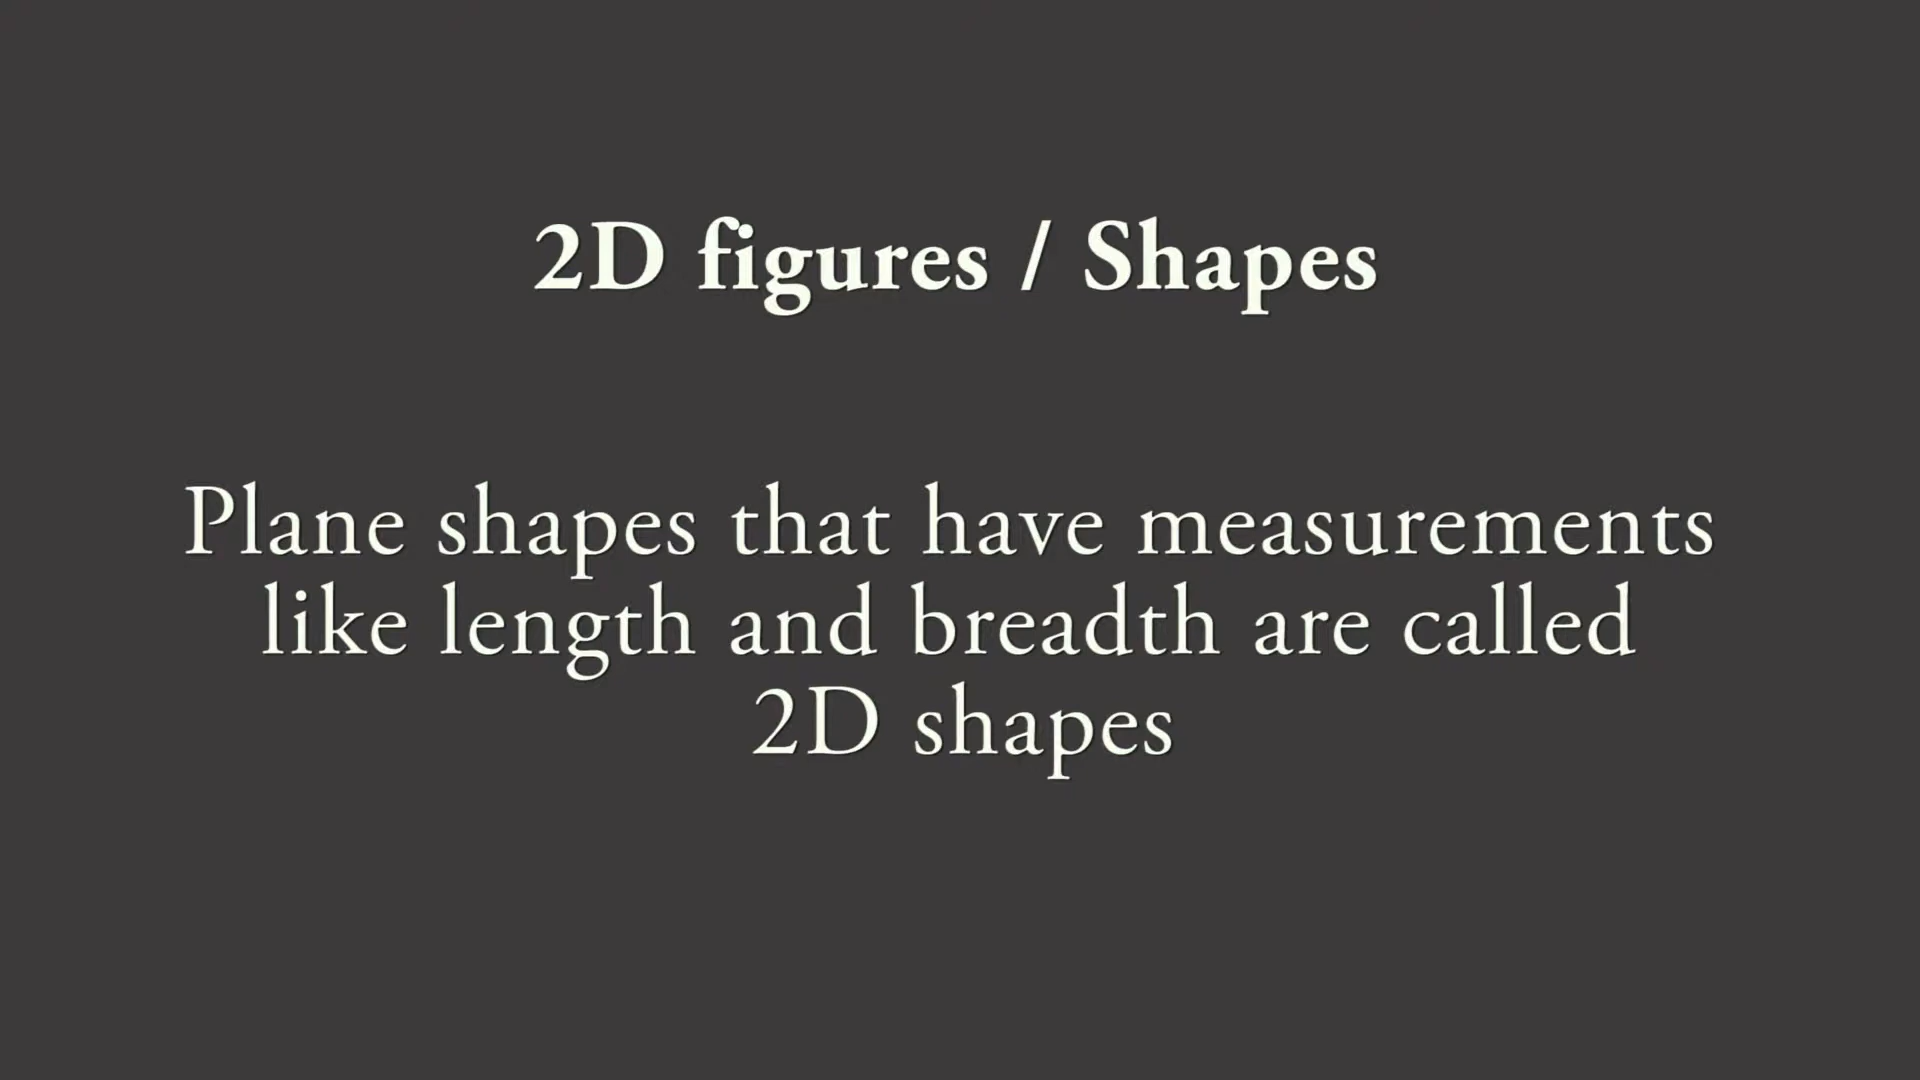 2D figures / Shapes
Plane shapes that have measurements
like length and breadth are called
2D shapes